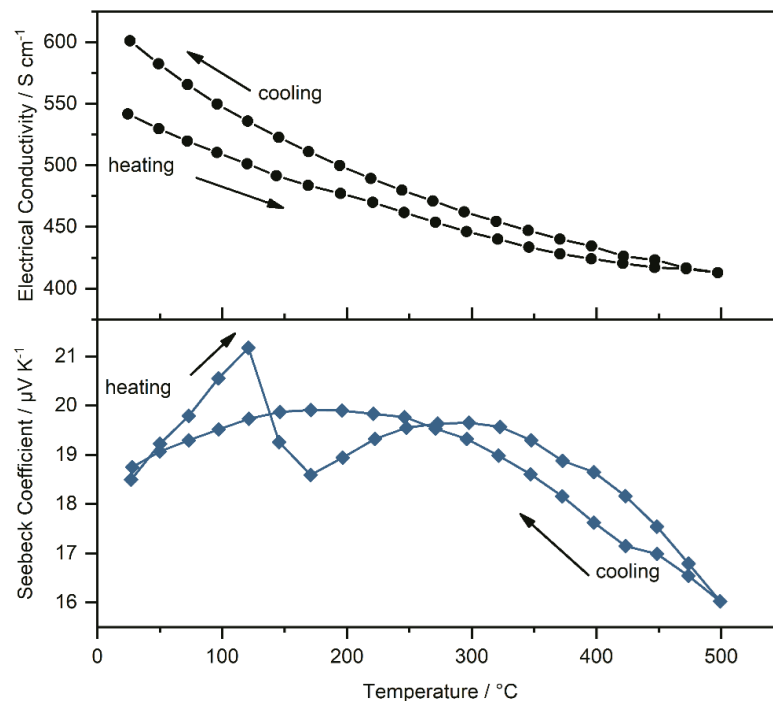 Electrical Conductivity / S cm⁻¹
600
550
500
450
400
cooling
heating
Seebeck Coefficient / µV K⁻¹
21
20
19
18
17
16
heating
cooling
0 100 200 300 400 500
Temperature / °C